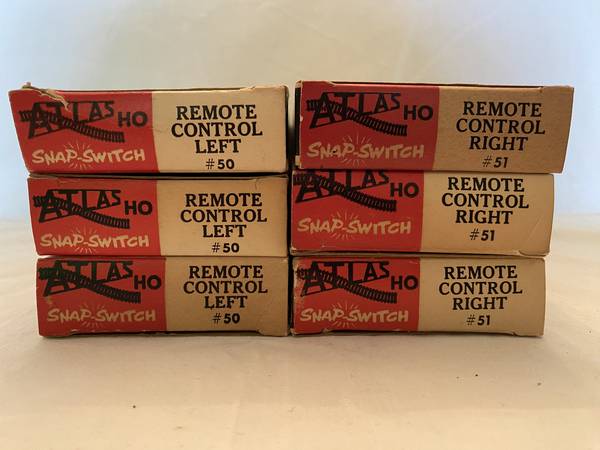 ATLAS HO
SNAP-SWITCH
REMOTE
CONTROL
LEFT
#50
ATLAS HO
SNAP-SWITCH
REMOTE
CONTROL
RIGHT
#51
ATLAS HO
SNAP-SWITCH
REMOTE
CONTROL
LEFT
#50
ATLAS HO
SNAP-SWITCH
REMOTE
CONTROL
RIGHT
#51
ATLAS HO
SNAP-SWITCH
REMOTE
CONTROL
LEFT
#50
ATLAS HO
SNAP-SWITCH
REMOTE
CONTROL
RIGHT
#51